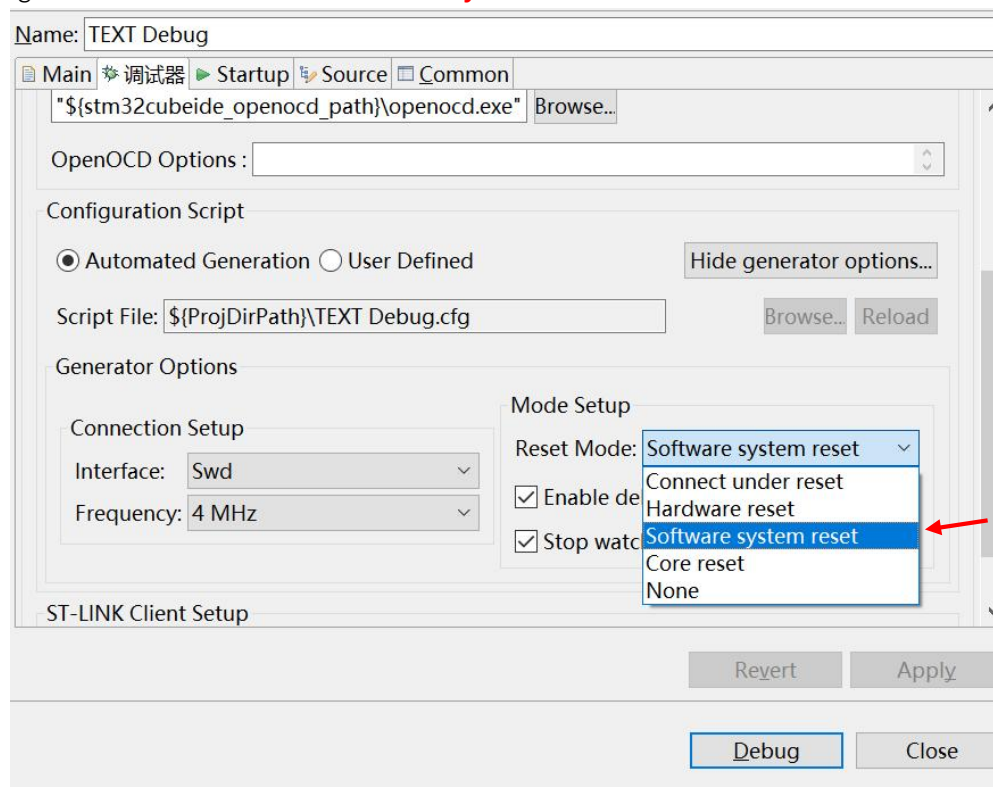 Name: TEXT Debug
Main 调试器 Startup Source Common
"${stm32cubeide_openocd_path}\openocd.exe" Browse...
OpenOCD Options :
Configuration Script
Automated Generation User Defined Hide generator options...
Script File: ${ProjDirPath}\TEXT Debug.cfg Browse... Reload
Generator Options
Connection Setup
Interface: Swd
Frequency: 4 MHz
Mode Setup
Reset Mode: Software system reset
Connect under reset
Enable de
Hardware reset
Software system reset
Stop watc
Core reset
None
ST-LINK Client Setup
Revert Apply
Debug Close